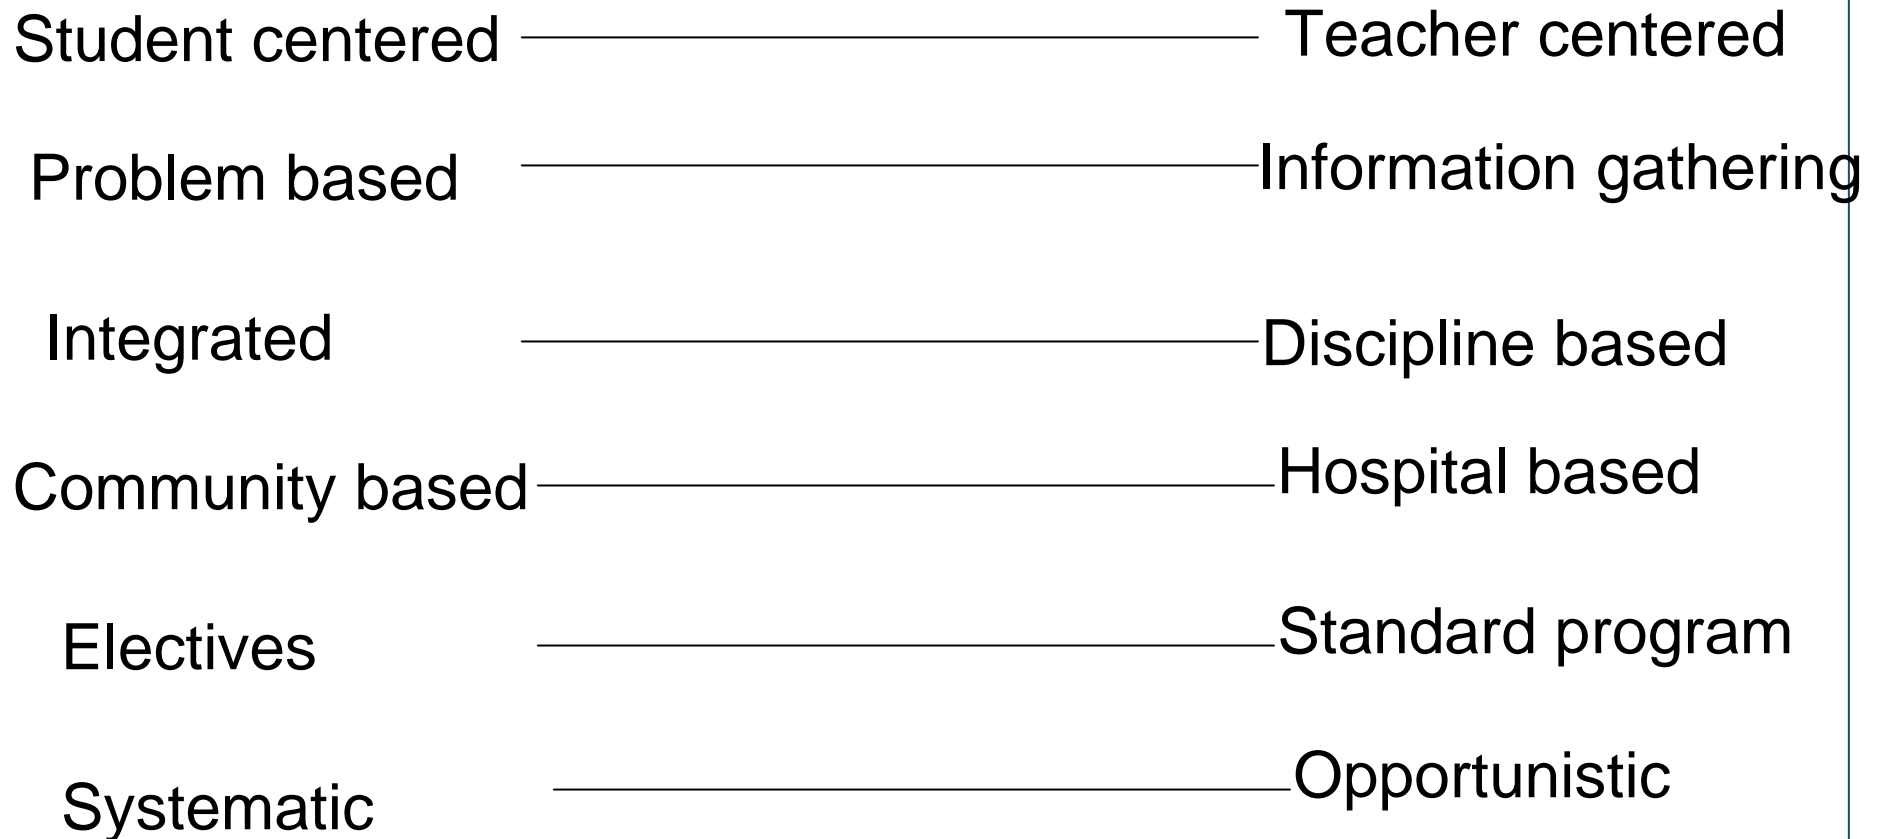 Student centered Teacher centered
Problem based Information gathering
Integrated Discipline based
Community based Hospital based
Electives Standard program
Systematic Opportunistic